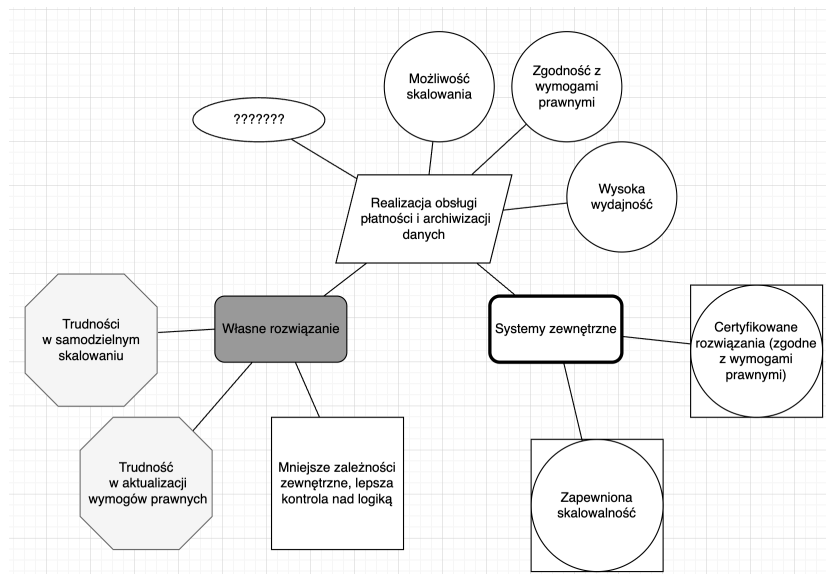 Możliwość
skalowania
Zgodność z
wymogami
prawnymi
???????
Wysoka
wydajność
Realizacja obsługi
płatności i archiwizacji
danych
Trudności
w samodzielnym
skalowaniu
Własne rozwiązanie
Systemy zewnętrzne
Certyfikowane
rozwiązania (zgodne
z wymogami
prawnymi)
Trudność
w aktualizacji
wymogów prawnych
Mniejsze zależności
zewnętrzne, lepsza
kontrola nad logiką
Zapewniona
skalowalność